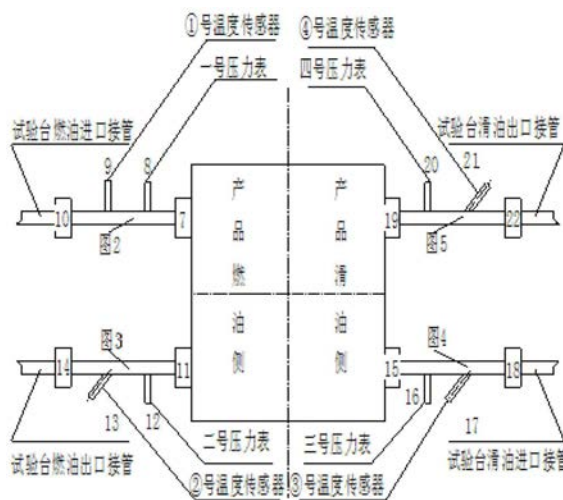 ①号温度传感器
④号温度传感器
一号压力表
四号压力表
试验台燃油进口接管
试验台滑油出口接管
9
8
20
21
10
7
19
22
图2
图5
产品燃油侧
产品滑油侧
图3
图4
14
11
15
18
13
12
16
17
二号压力表
三号压力表
试验台燃油出口接管
试验台滑油进口接管
②号温度传感器
③号温度传感器